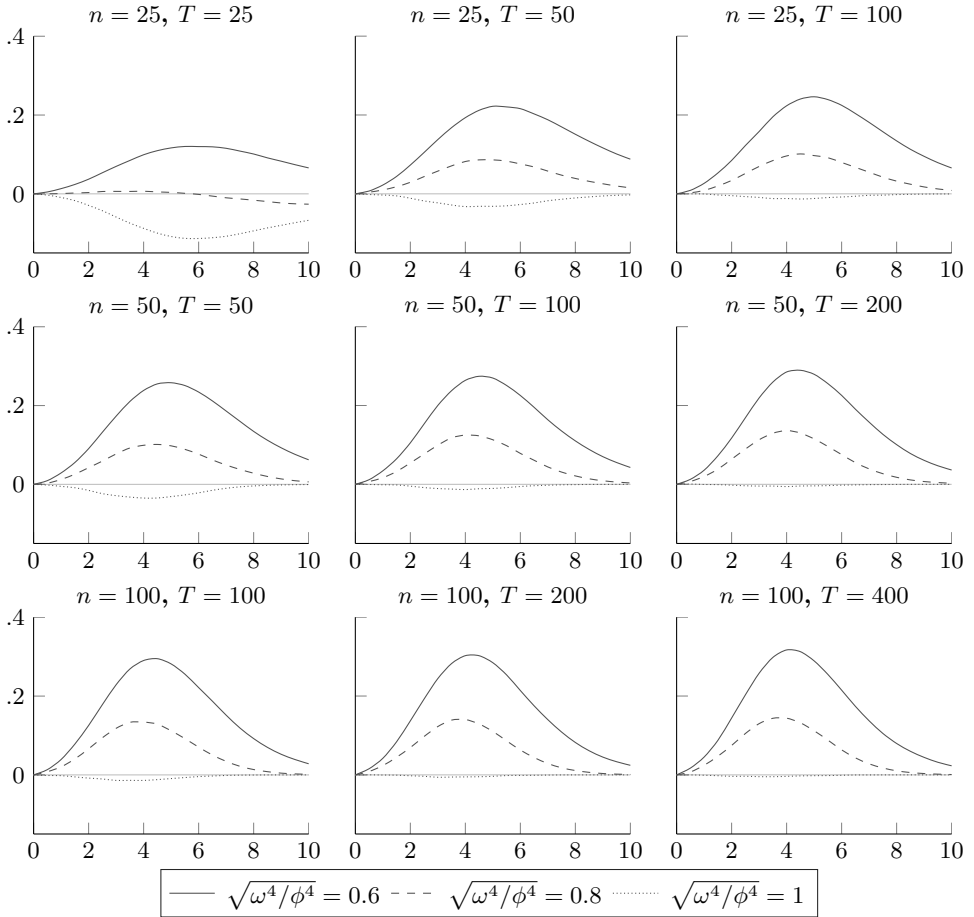 n = 25, T = 25
n = 25, T = 50
n = 25, T = 100
.4
.2
0
0 2 4 6 8 10
0 2 4 6 8 10
0 2 4 6 8 10
n = 50, T = 50
n = 50, T = 100
n = 50, T = 200
.4
.2
0
0 2 4 6 8 10
0 2 4 6 8 10
0 2 4 6 8 10
n = 100, T = 100
n = 100, T = 200
n = 100, T = 400
.4
.2
0
0 2 4 6 8 10
0 2 4 6 8 10
0 2 4 6 8 10
√ω⁴/ϕ⁴ = 0.6 √ω⁴/ϕ⁴ = 0.8 √ω⁴/ϕ⁴ = 1